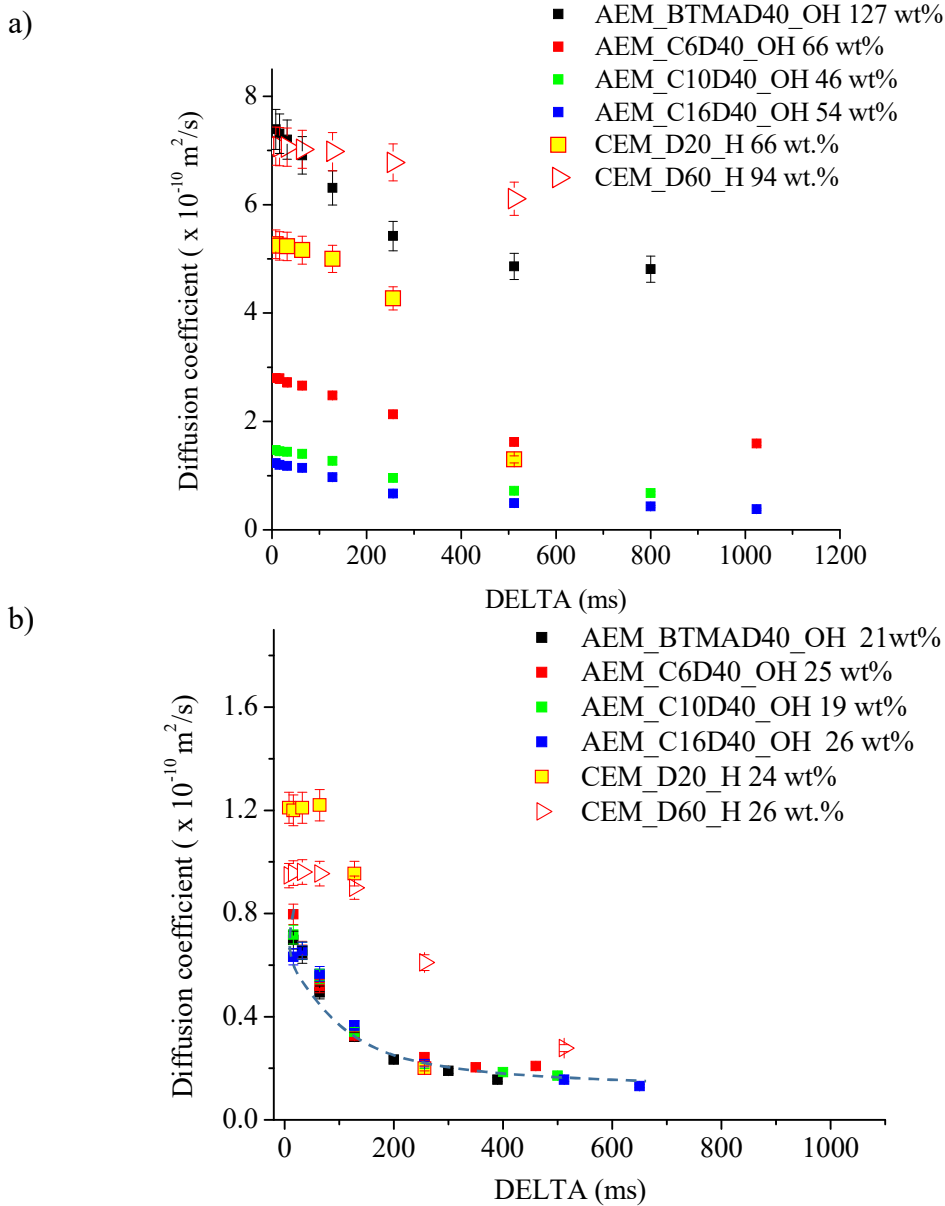 a)
AEM_BTMAD40_OH 127 wt%
AEM_C6D40_OH 66 wt%
AEM_C10D40_OH 46 wt%
AEM_C16D40_OH 54 wt%
CEM_D20_H 66 wt.%
CEM_D60_H 94 wt.%
Diffusion coefficient ( x 10⁻¹⁰ m²/s)
8
6
4
2
0
0 200 400 600 800 1000 1200
DELTA (ms)
b)
AEM_BTMAD40_OH 21wt%
AEM_C6D40_OH 25 wt%
AEM_C10D40_OH 19 wt%
AEM_C16D40_OH 26 wt%
CEM_D20_H 24 wt%
CEM_D60_H 26 wt.%
Diffusion coefficient ( x 10⁻¹⁰ m²/s)
1.6
1.2
0.8
0.4
0.0
0 200 400 600 800 1000
DELTA (ms)